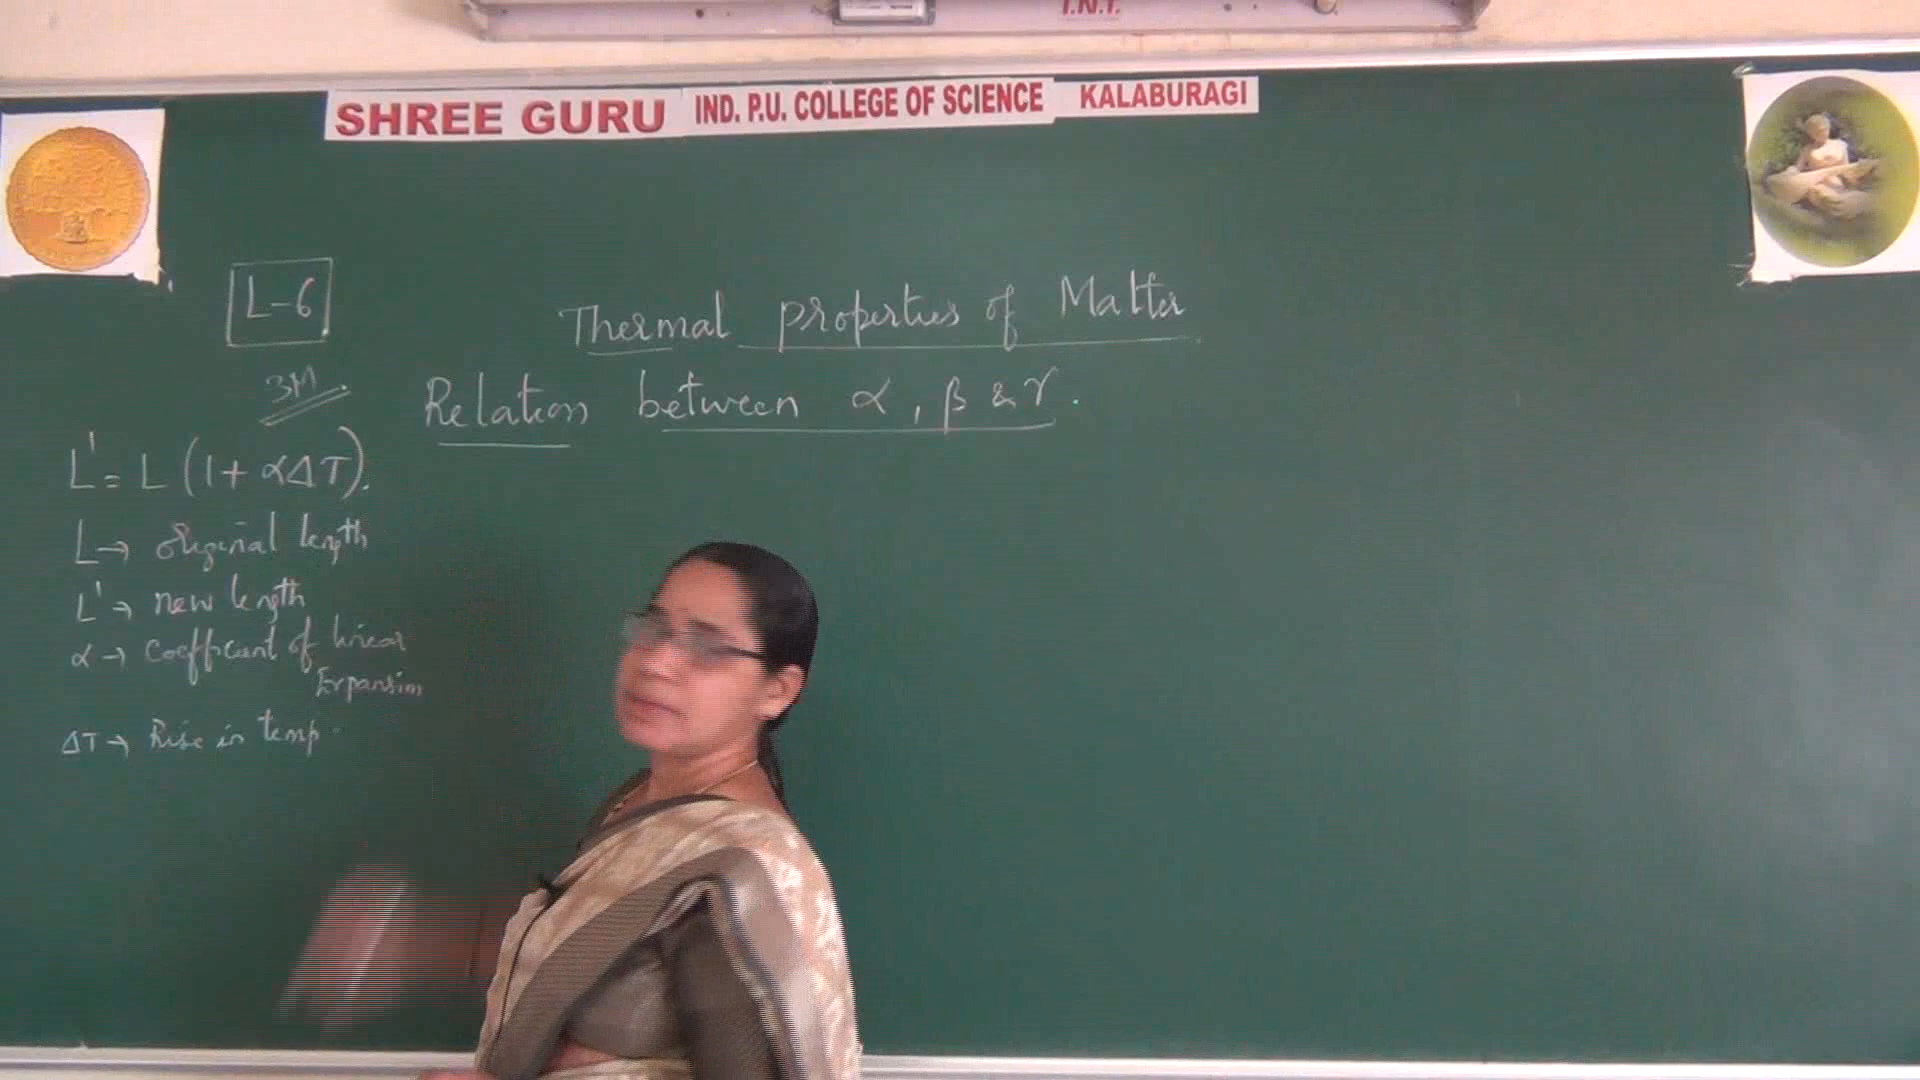 T.N.T.
SHREE GURU IND. P.U. COLLEGE OF SCIENCE KALABURAGI
L-6
Thermal properties of Matter
3M
Relation between α, β & γ.
L' = L (1 + αΔT).
L → original length
L' → new length
α → coefficient of linear
Expansion
ΔT → Rise in temp.